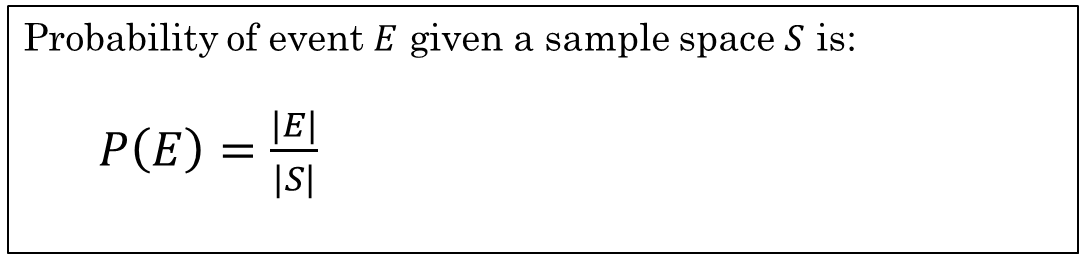 Probability of event E given a sample space S is:
P(E) = |E| / |S|